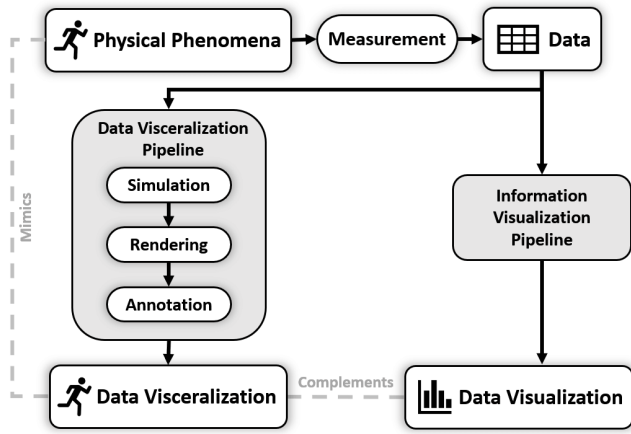 Physical Phenomena
Measurement
Data
Data Visceralization
Pipeline
Simulation
Rendering
Annotation
Information
Visualization
Pipeline
Mimics
Data Visceralization
Complements
Data Visualization